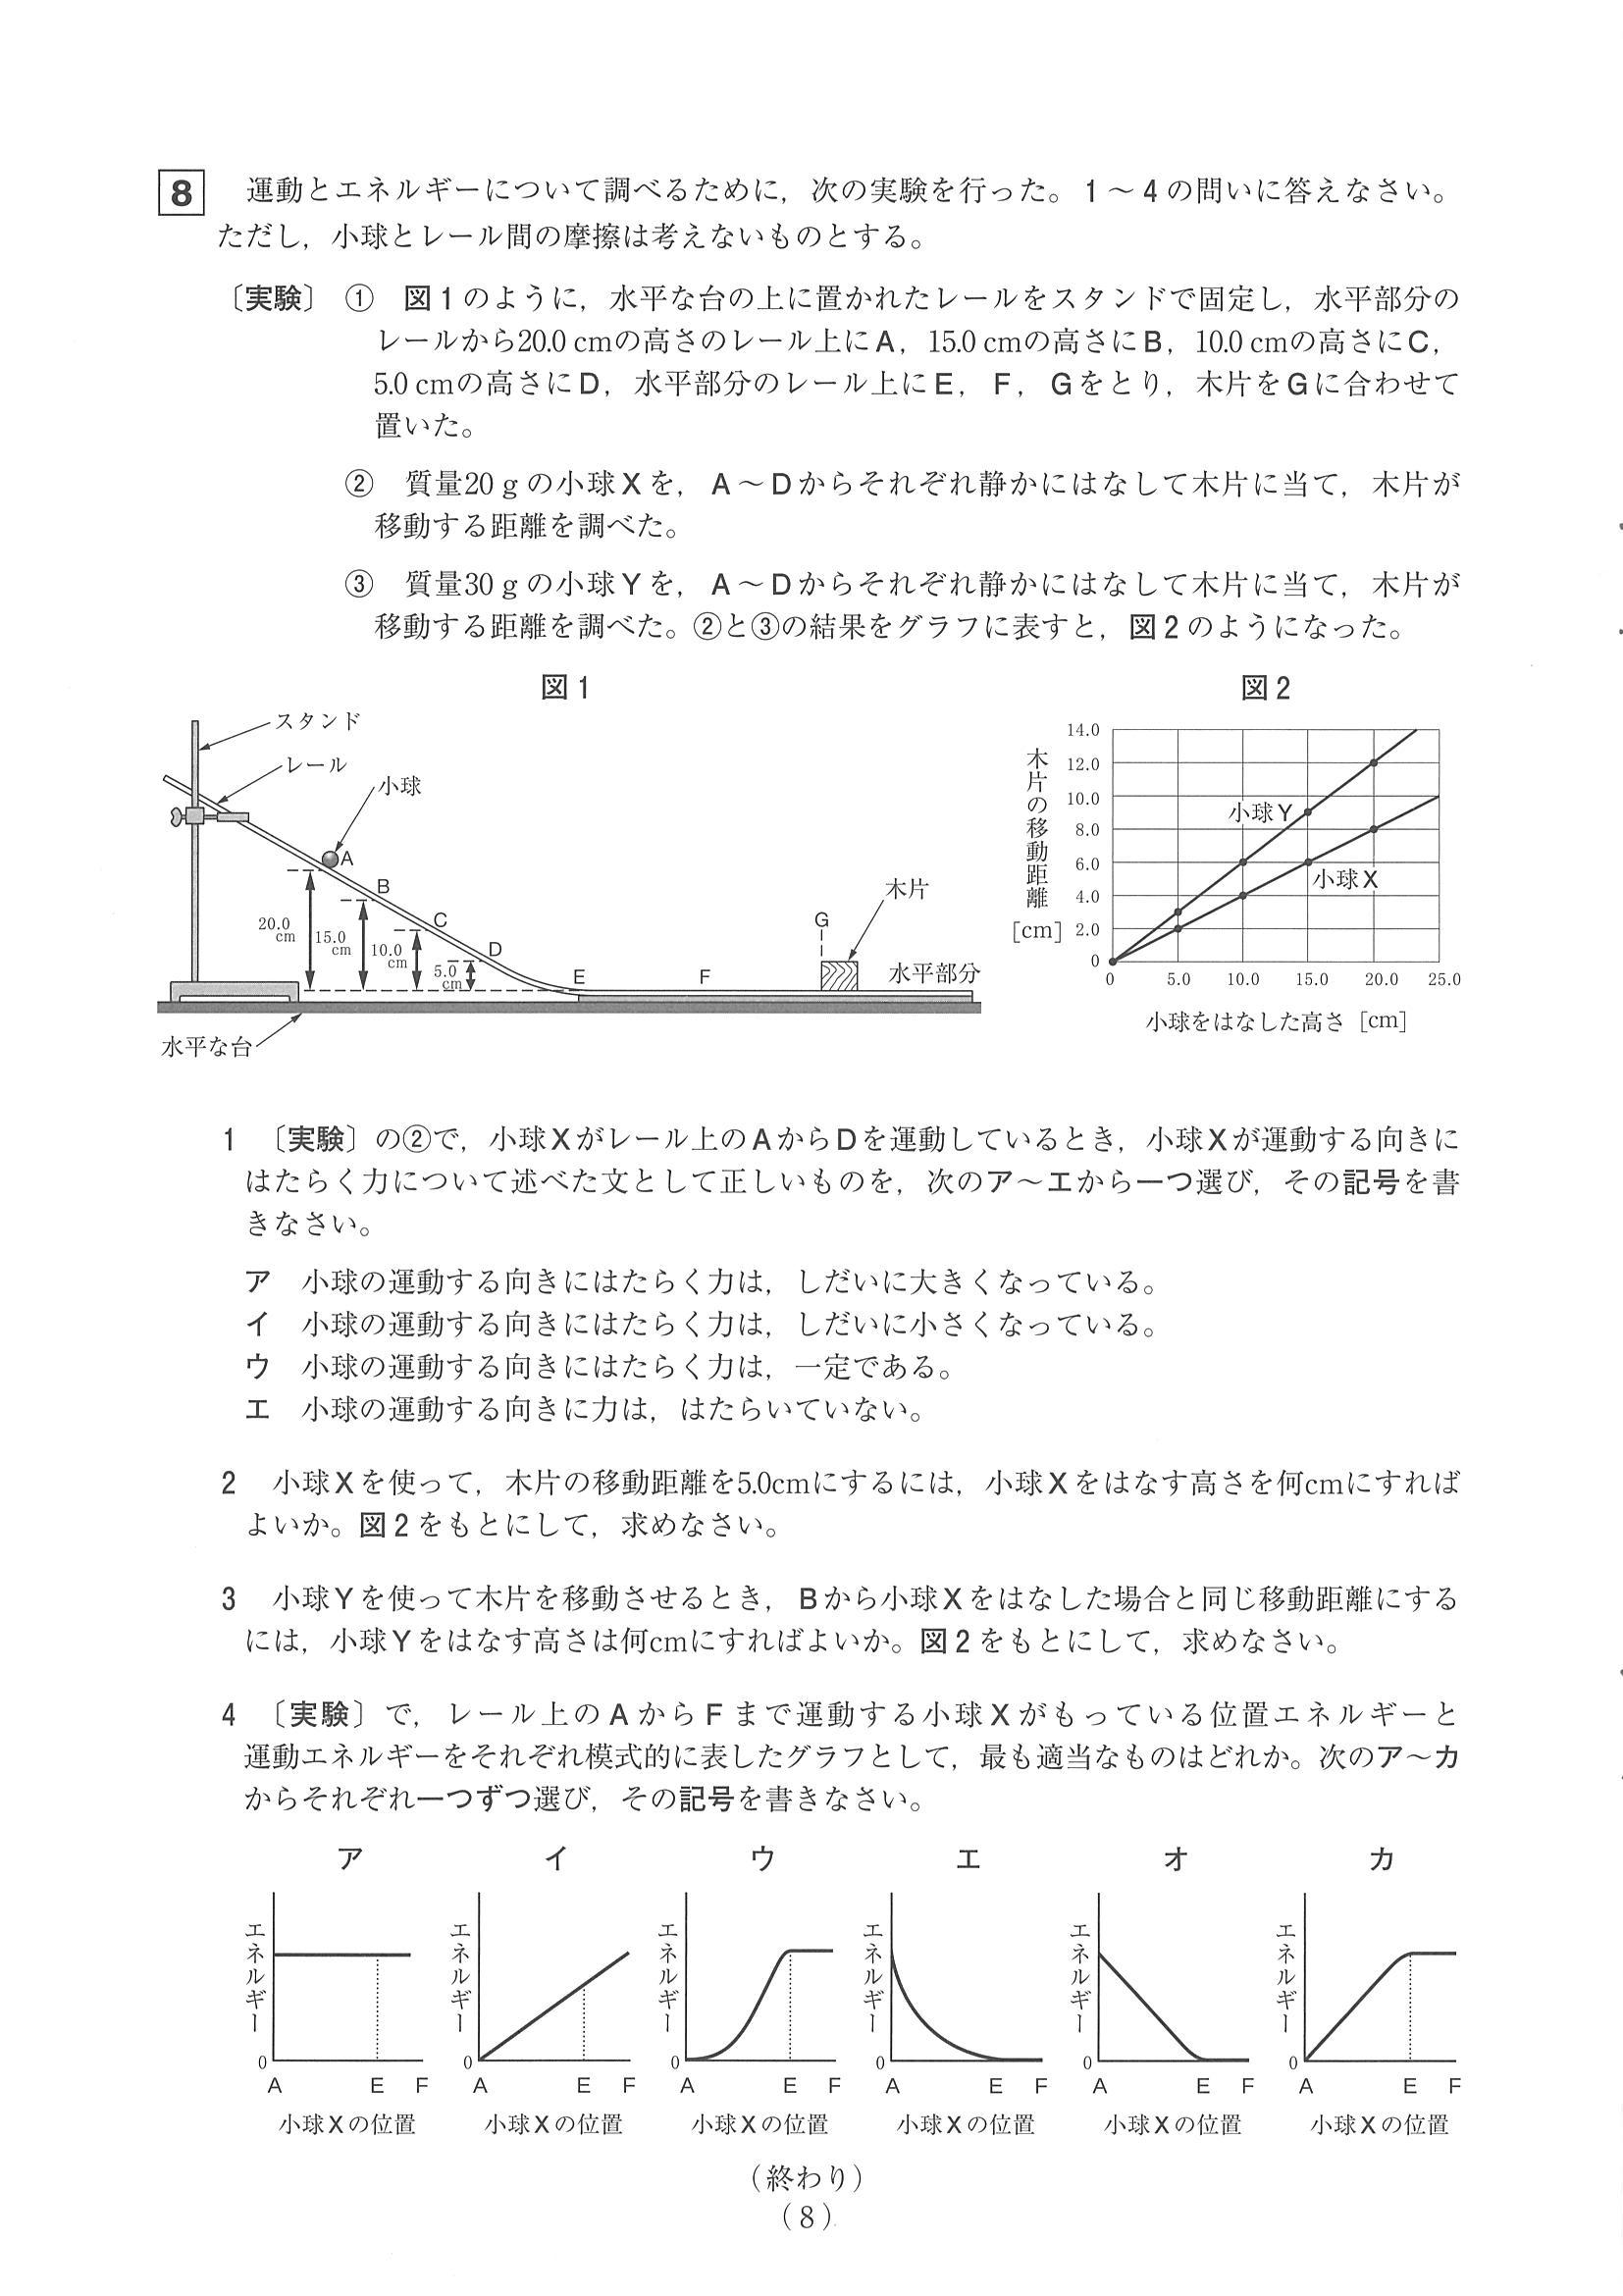 8 運動とエネルギーについて調べるために，次の実験を行った。1～4の問いに答えなさい。
ただし，小球とレール間の摩擦は考えないものとする。
〔実験〕 ① 図1のように，水平な台の上に置かれたレールをスタンドで固定し，水平部分の
レールから20.0 cmの高さのレール上にA，15.0 cmの高さにB，10.0 cmの高さにC，
5.0 cmの高さにD，水平部分のレール上にE，F，Gをとり，木片をGに合わせて
置いた。
② 質量20 gの小球Xを，A～Dからそれぞれ静かにはなして木片に当て，木片が
移動する距離を調べた。
③ 質量30 gの小球Yを，A～Dからそれぞれ静かにはなして木片に当て，木片が
移動する距離を調べた。②と③の結果をグラフに表すと，図2のようになった。
図1
スタンド
レール
小球
A
B
C
D
E
F
G
木片
水平部分
20.0
cm
15.0
cm
10.0
cm
5.0
cm
水平な台
図2
木片の移動距離
[cm]
14.0
12.0
10.0
8.0
6.0
4.0
2.0
0
小球Y
小球X
0 5.0 10.0 15.0 20.0 25.0
小球をはなした高さ [cm]
1 〔実験〕の②で，小球Xがレール上のAからDを運動しているとき，小球Xが運動する向きに
はたらく力について述べた文として正しいものを，次のア～エから一つ選び，その記号を書
きなさい。
ア 小球の運動する向きにはたらく力は，しだいに大きくなっている。
イ 小球の運動する向きにはたらく力は，しだいに小さくなっている。
ウ 小球の運動する向きにはたらく力は，一定である。
エ 小球の運動する向きに力は，はたらいていない。
2 小球Xを使って，木片の移動距離を5.0cmにするには，小球Xをはなす高さを何cmにすれば
よいか。図2をもとにして，求めなさい。
3 小球Yを使って木片を移動させるとき，Bから小球Xをはなした場合と同じ移動距離にする
には，小球Yをはなす高さは何cmにすればよいか。図2をもとにして，求めなさい。
4 〔実験〕で，レール上のAからFまで運動する小球Xがもっている位置エネルギーと
運動エネルギーをそれぞれ模式的に表したグラフとして，最も適当なものはどれか。次のア～カ
からそれぞれ一つずつ選び，その記号を書きなさい。
ア イ ウ エ オ カ
エネルギー エネルギー エネルギー エネルギー エネルギー エネルギー
0 0 0 0 0 0
A E F A E F A E F A E F A E F A E F
小球Xの位置 小球Xの位置 小球Xの位置 小球Xの位置 小球Xの位置 小球Xの位置
（終わり）
（8）